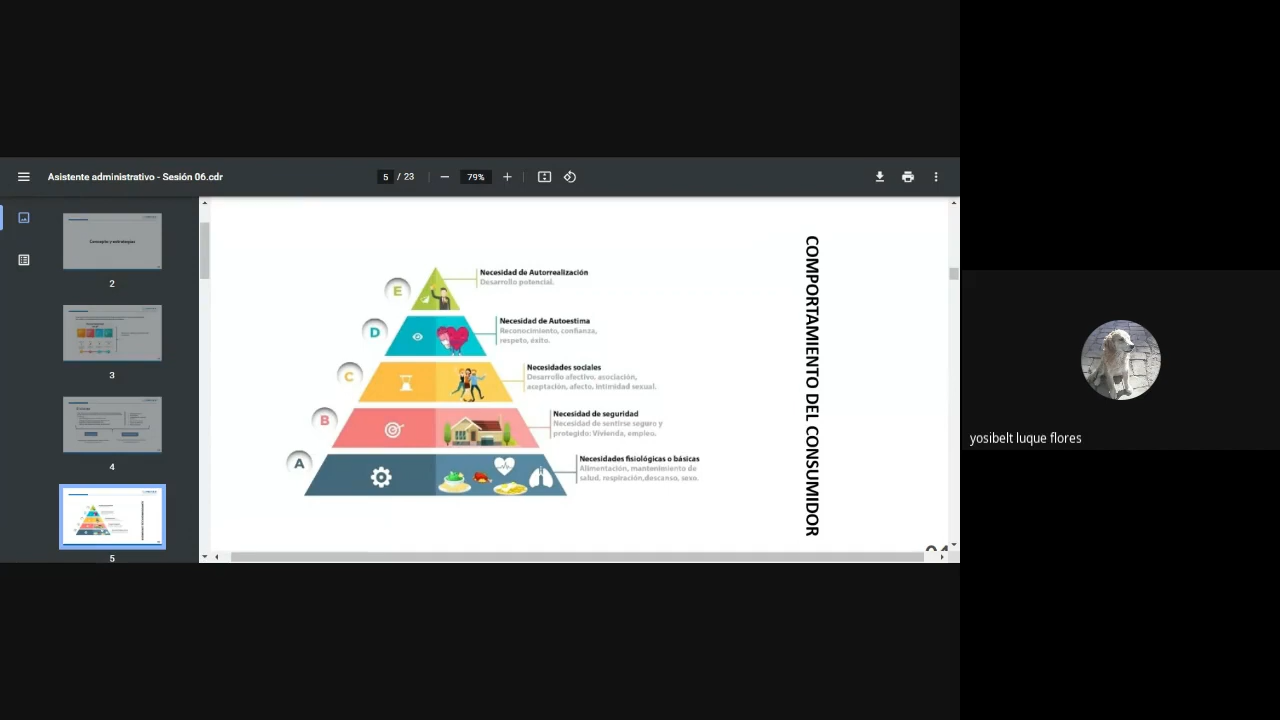 Asistente administrativo - Sesión 06.cdr
5 / 23
79%
Concepto y estrategias
2
3
4
5
E
Necesidad de Autorrealización
Desarrollo potencial.
D
Necesidad de Autoestima
Reconocimiento, confianza,
respeto, éxito.
C
Necesidades sociales
Desarrollo afectivo. asociación,
aceptación, afecto, intimidad sexual.
B
Necesidad de seguridad
Necesidad de sentirse seguro y
protegido: Vivienda, empleo.
A
Necesidades fisiológicas o básicas
Alimentación, mantenimiento de
salud, respiración,descanso, sexo.
COMPORTAMIENTO DEL CONSUMIDOR
yosibelt luque flores